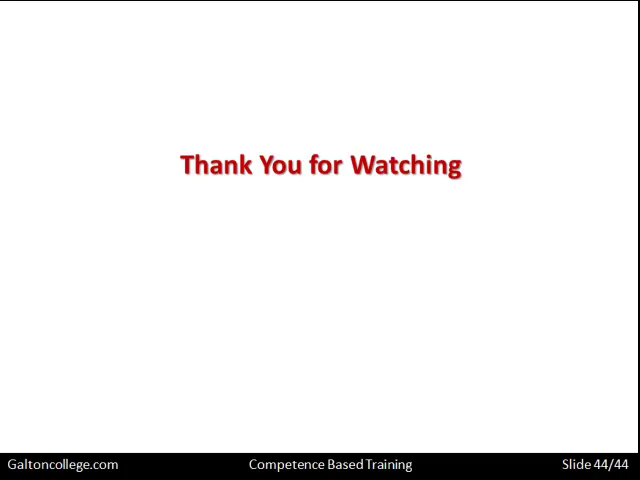 Thank You for Watching
Galtoncollege.com
Competence Based Training
Slide 44/44